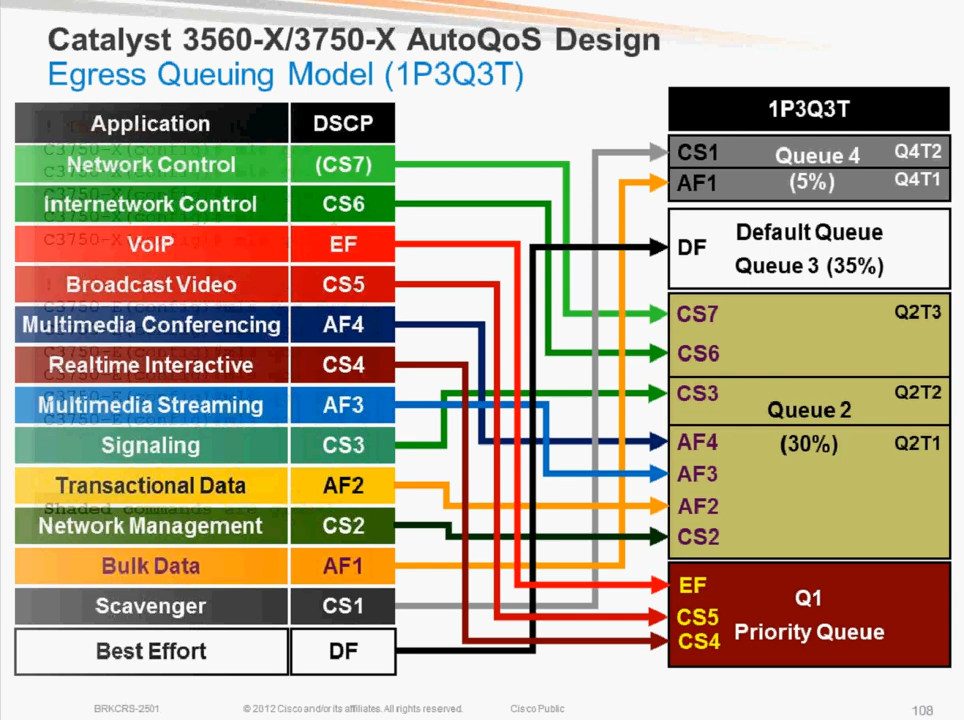 Catalyst 3560-X/3750-X AutoQoS Design
Egress Queuing Model (1P3Q3T)
Application DSCP
Network Control (CS7)
Internetwork Control CS6
VoIP EF
Broadcast Video CS5
Multimedia Conferencing AF4
Realtime Interactive CS4
Multimedia Streaming AF3
Signaling CS3
Transactional Data AF2
Network Management CS2
Bulk Data AF1
Scavenger CS1
Best Effort DF
1P3Q3T
CS1 Queue 4 Q4T2
AF1 (5%) Q4T1
Default Queue
DF
Queue 3 (35%)
CS7 Q2T3
CS6
CS3 Q2T2
Queue 2
AF4 (30%) Q2T1
AF3
AF2
CS2
EF
Q1
CS5
Priority Queue
CS4
BRKCRS-2501 © 2012 Cisco and/or its affiliates. All rights reserved. Cisco Public 108